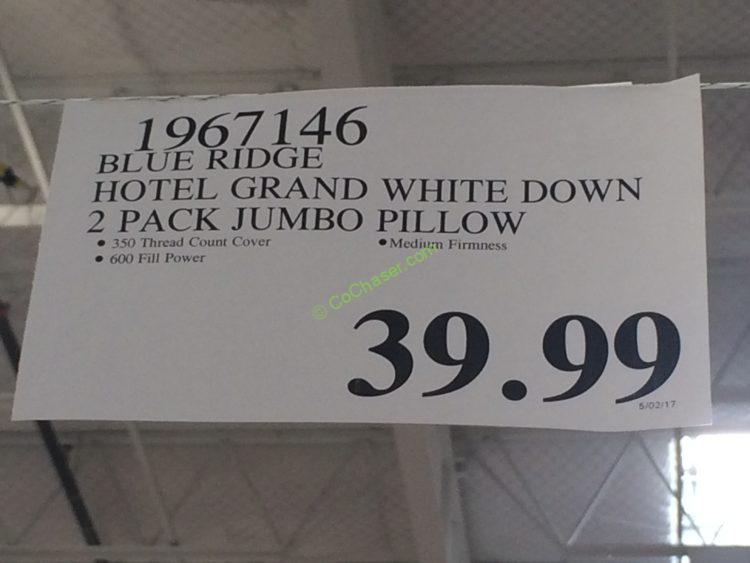 1967146
BLUE RIDGE
HOTEL GRAND WHITE DOWN
2 PACK JUMBO PILLOW
• 350 Thread Count Cover • Medium Firmness
• 600 Fill Power
© CoChaser.com
39.99
5/02/17